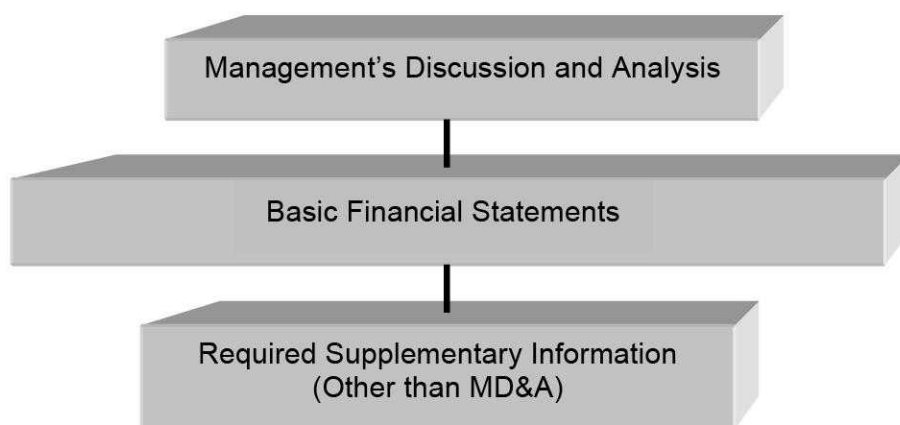 Management’s Discussion and Analysis
Basic Financial Statements
Required Supplementary Information
(Other than MD&A)